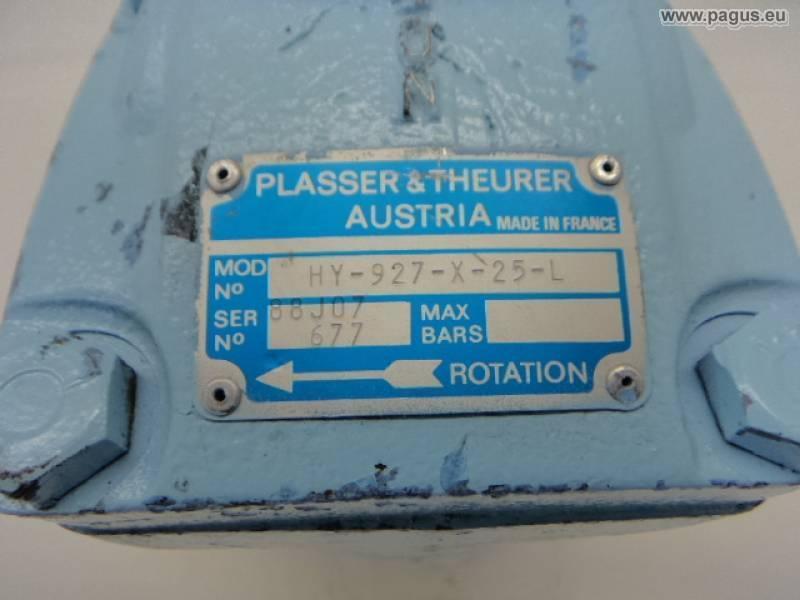 www.pagus.eu
PLASSER & THEURER
AUSTRIA MADE IN FRANCE
MOD Nº HY-927-X-25-L
SER Nº 88J07 677
MAX BARS
ROTATION